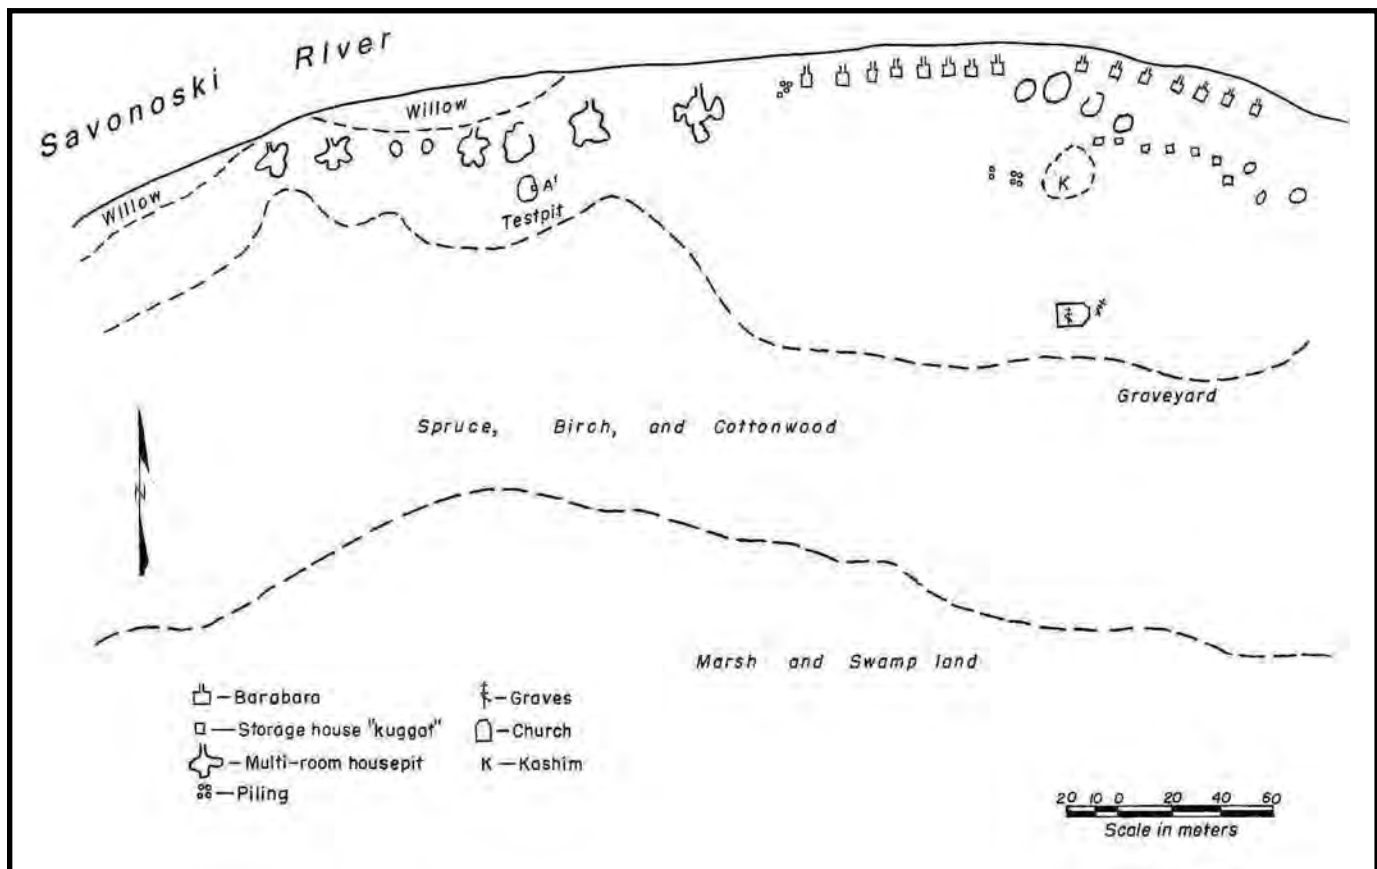 Savonoski River
Willow
Willow
A'
Testpit
K
Graveyard
Spruce, Birch, and Cottonwood
N
Marsh and Swamp land
Barabara
Storage house "kuggat"
Multi-room housepit
Piling
Graves
Church
K — Kashim
20 10 0 20 40 60
Scale in meters